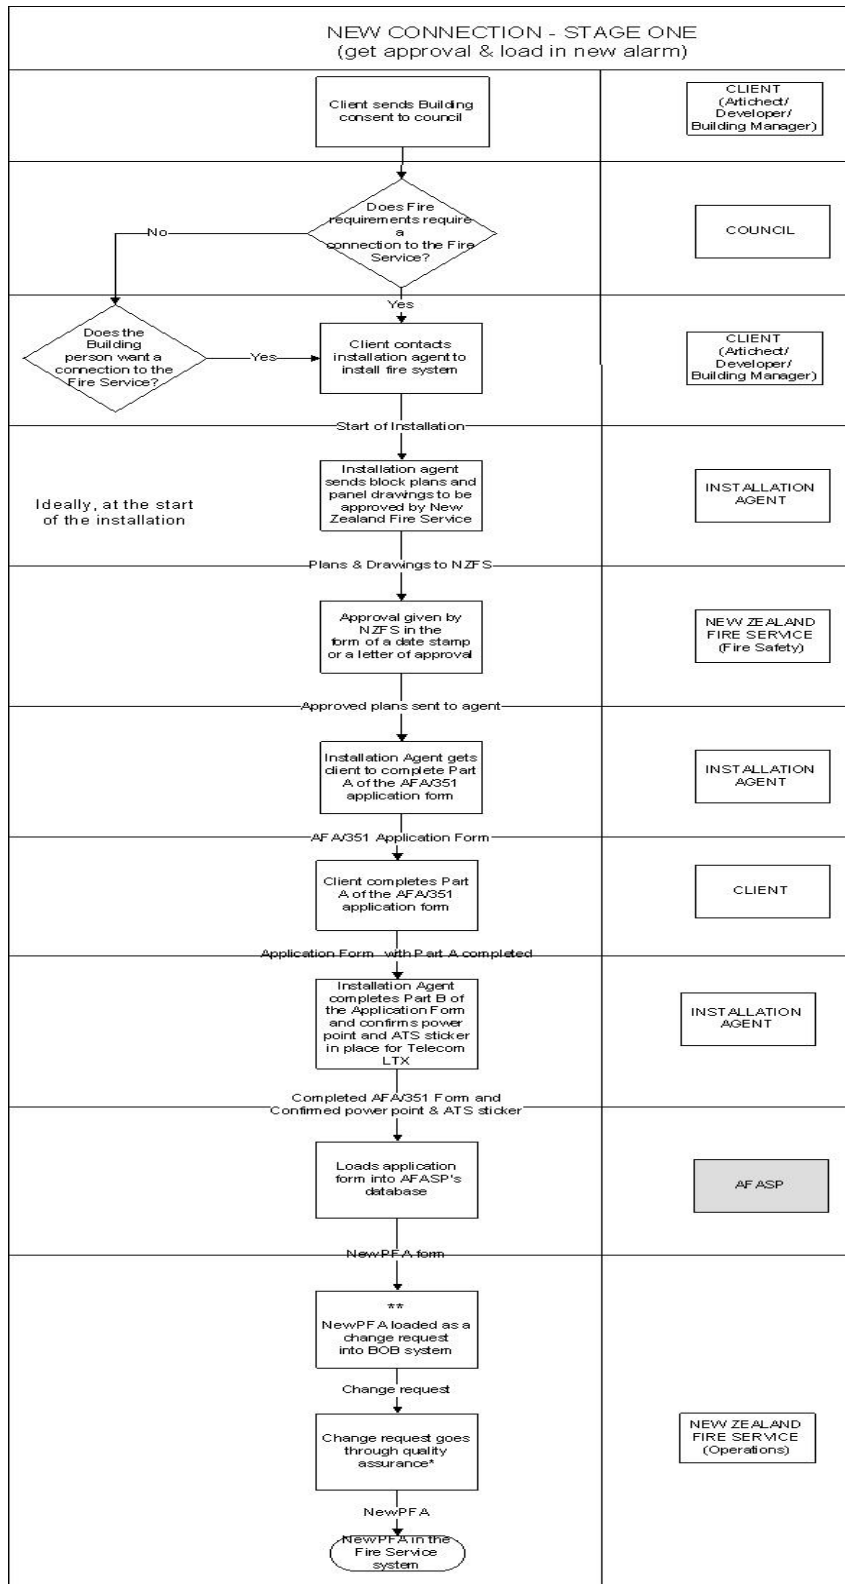 NEW CONNECTION - STAGE ONE
(get approval & load in new alarm)
Client sends Building
consent to council
CLIENT
(Artichect/
Developer/
Building Manager)
Does Fire
requirements require
a
connection to the Fire
Service?
No
COUNCIL
Yes
Does the
Building
person want a
connection to the
Fire Service?
Yes
Client contacts
installation agent to
install fire system
CLIENT
(Artichect/
Developer/
Building Manager)
Start of Installation
Ideally, at the start
of the installation
Installation agent
sends block plans and
panel drawings to be
approved by New
Zealand Fire Service
INSTALLATION
AGENT
Plans & Drawings to NZFS
Approval given by
NZFS in the
form of a date stamp
or a letter of approval
NEW ZEALAND
FIRE SERVICE
(Fire Safety)
Approved plans sent to agent
Installation Agent gets
client to complete Part
A of the AFA/351
application form
INSTALLATION
AGENT
AFA/351 Application Form
Client completes Part
A of the AFA/351
application form
CLIENT
Application Form with Part A completed
Installation Agent
completes Part B of
the Application Form
and confirms power
point and ATS sticker
in place for Telecom
LTX
INSTALLATION
AGENT
Completed AFA/351 Form and
Confirmed power point & ATS sticker
Loads application
form into AFASP's
database
AFASP
New PFA form
**
New PFA loaded as a
change request
into BOB system
Change request
Change request goes
through quality
assurance*
NEW ZEALAND
FIRE SERVICE
(Operations)
New PFA
New PFA in the
Fire Service
system